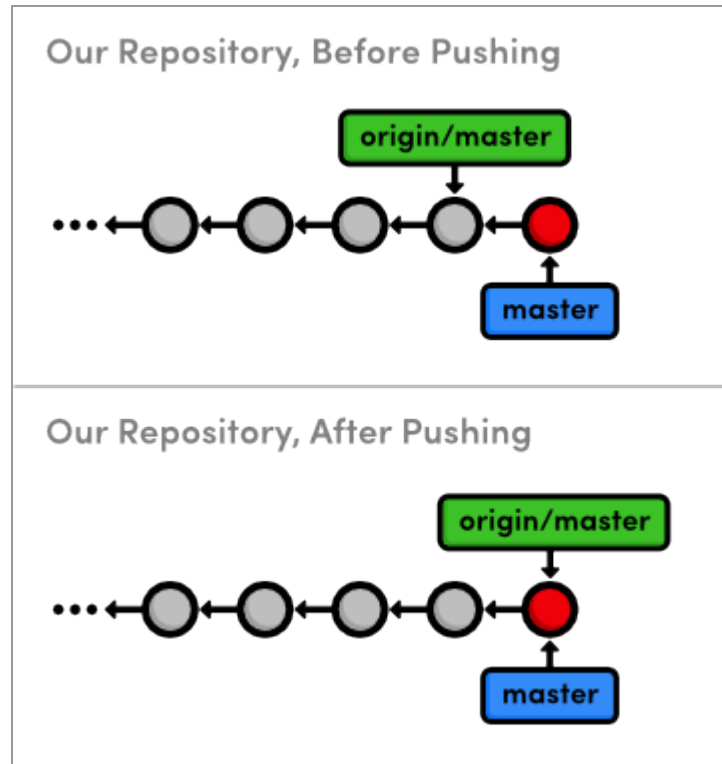 Our Repository, Before Pushing
origin/master
master
Our Repository, After Pushing
origin/master
master